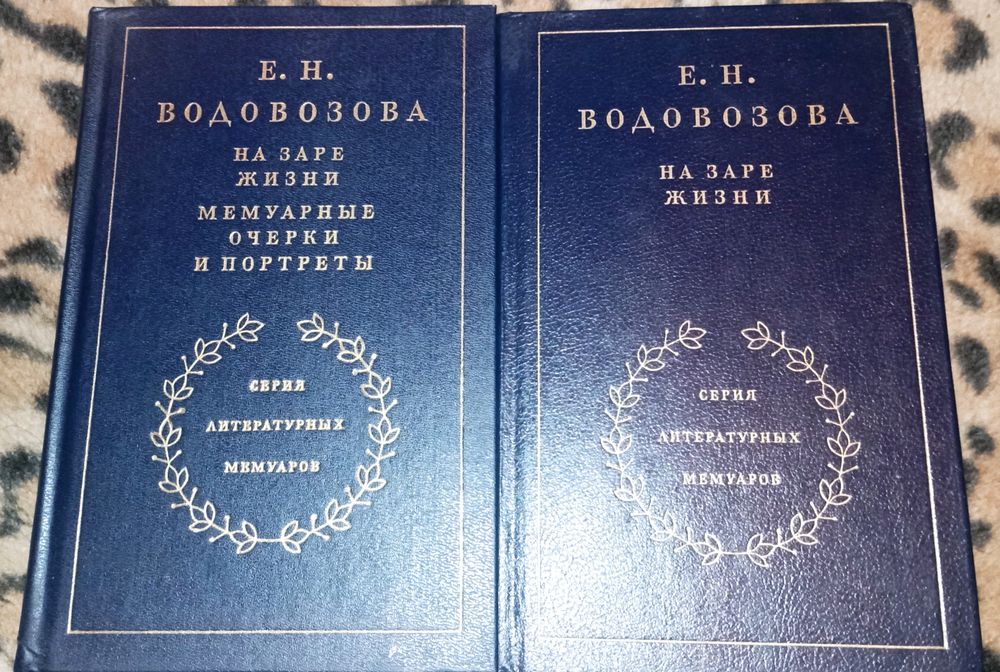 Е. Н.
ВОДОВОЗОВА
НА ЗАРЕ
ЖИЗНИ
МЕМУАРНЫЕ
ОЧЕРКИ
И ПОРТРЕТЫ
СЕРИЯ
ЛИТЕРАТУРНЫХ
МЕМУАРОВ
Е. Н.
ВОДОВОЗОВА
НА ЗАРЕ
ЖИЗНИ
СЕРИЯ
ЛИТЕРАТУРНЫХ
МЕМУАРОВ